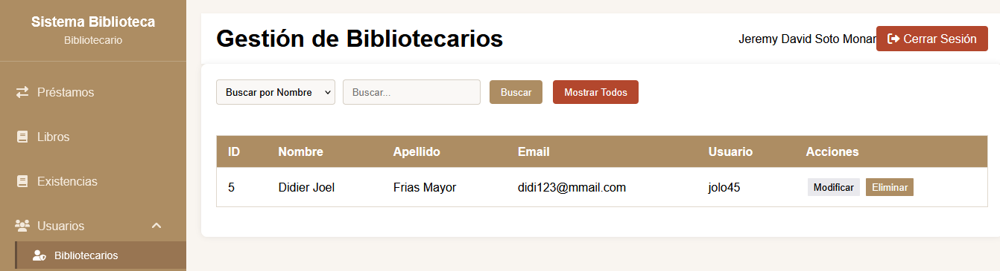 Sistema Biblioteca
Bibliotecario
Préstamos
Libros
Existencias
Usuarios
Bibliotecarios
Gestión de Bibliotecarios
Jeremy David Soto Monar
Cerrar Sesión
Buscar por Nombre
Buscar...
Buscar
Mostrar Todos
ID Nombre Apellido Email Usuario Acciones
5 Didier Joel Frias Mayor didi123@mmail.com jolo45 Modificar Eliminar